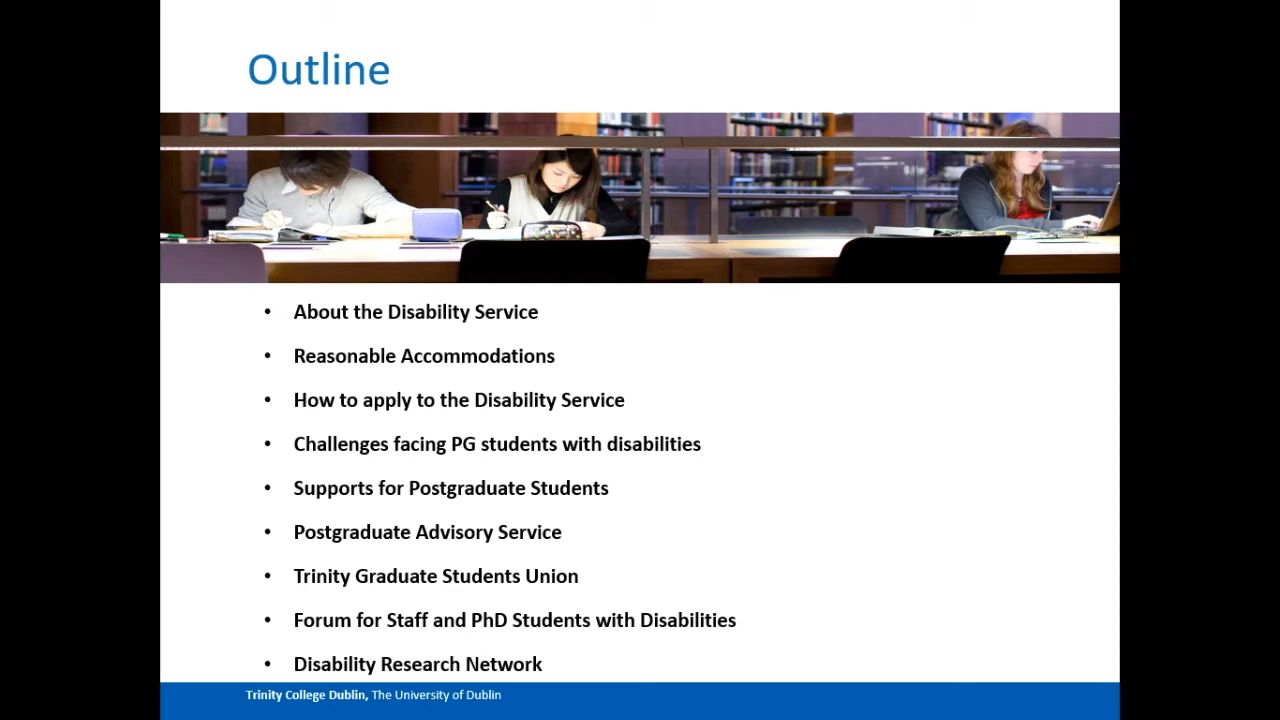 Outline
• About the Disability Service
• Reasonable Accommodations
• How to apply to the Disability Service
• Challenges facing PG students with disabilities
• Supports for Postgraduate Students
• Postgraduate Advisory Service
• Trinity Graduate Students Union
• Forum for Staff and PhD Students with Disabilities
• Disability Research Network
Trinity College Dublin, The University of Dublin